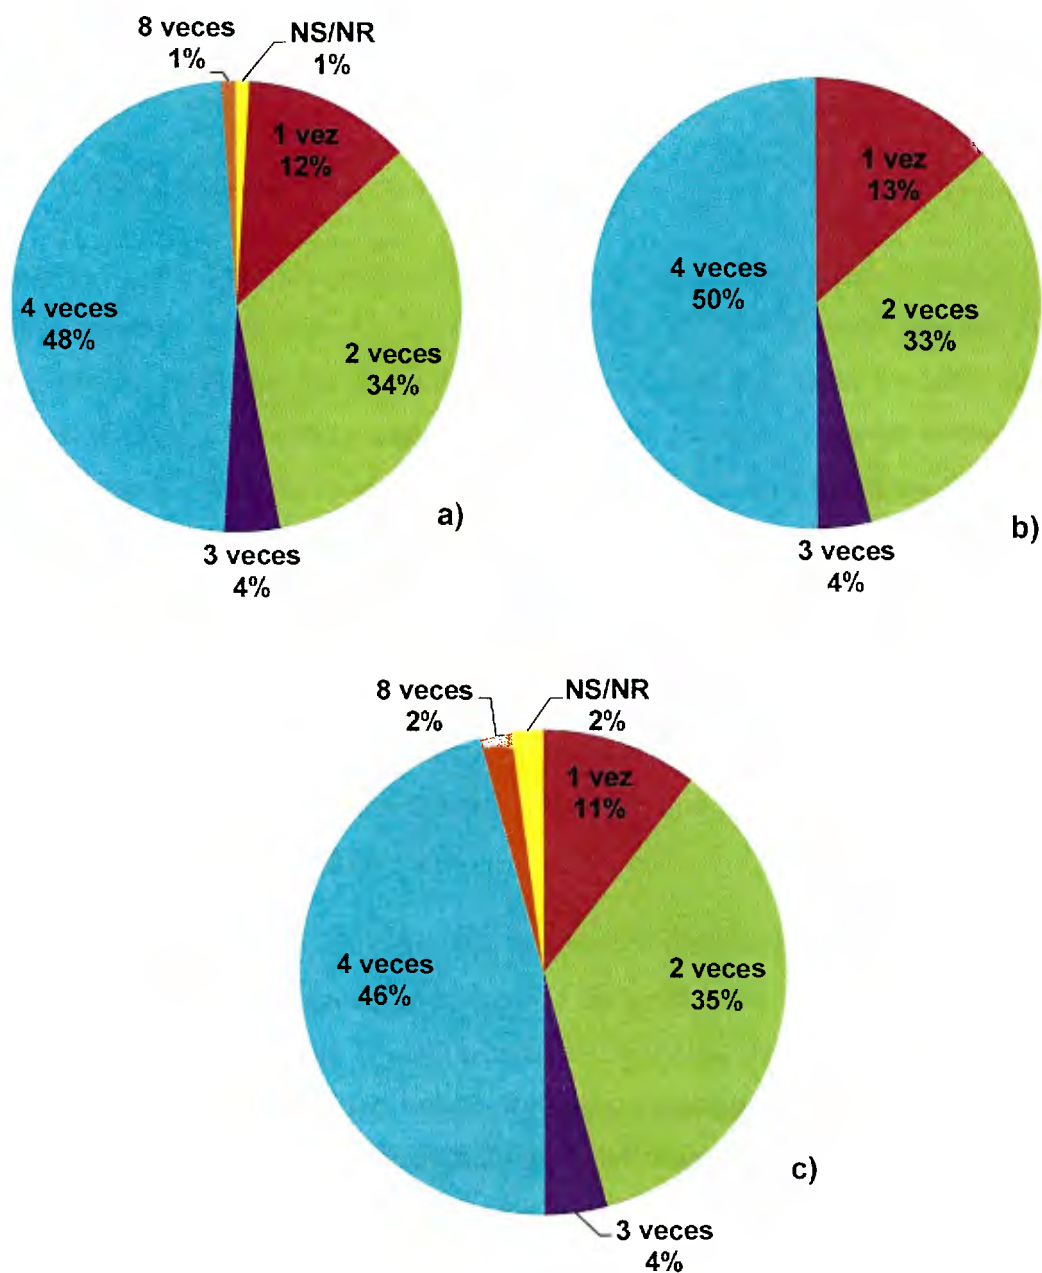 8 veces
1%
NS/NR
1%
1 vez
12%
2 veces
34%
3 veces
4%
4 veces
48%
a)
1 vez
13%
2 veces
33%
3 veces
4%
4 veces
50%
b)
8 veces
2%
NS/NR
2%
1 vez
11%
2 veces
35%
3 veces
4%
4 veces
46%
c)